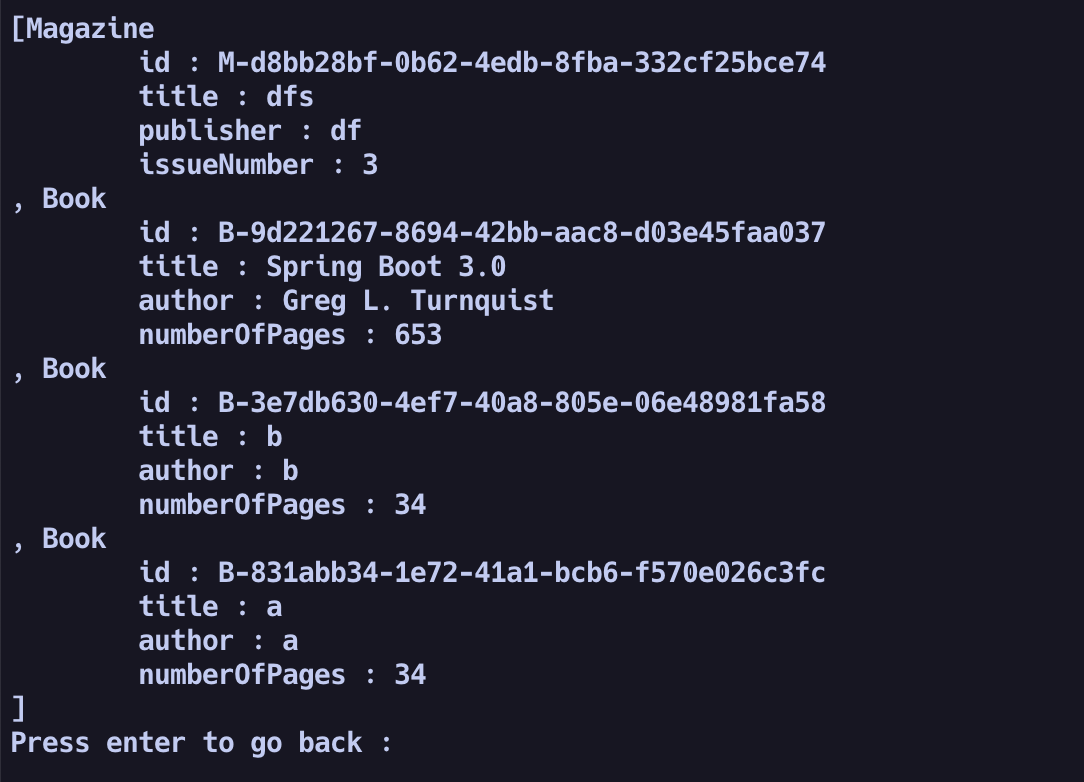 [Magazine
id : M-d8bb28bf-0b62-4edb-8fba-332cf25bce74
title : dfs
publisher : df
issueNumber : 3
, Book
id : B-9d221267-8694-42bb-aac8-d03e45faa037
title : Spring Boot 3.0
author : Greg L. Turnquist
numberOfPages : 653
, Book
id : B-3e7db630-4ef7-40a8-805e-06e48981fa58
title : b
author : b
numberOfPages : 34
, Book
id : B-831abb34-1e72-41a1-bcb6-f570e026c3fc
title : a
author : a
numberOfPages : 34
]
Press enter to go back :